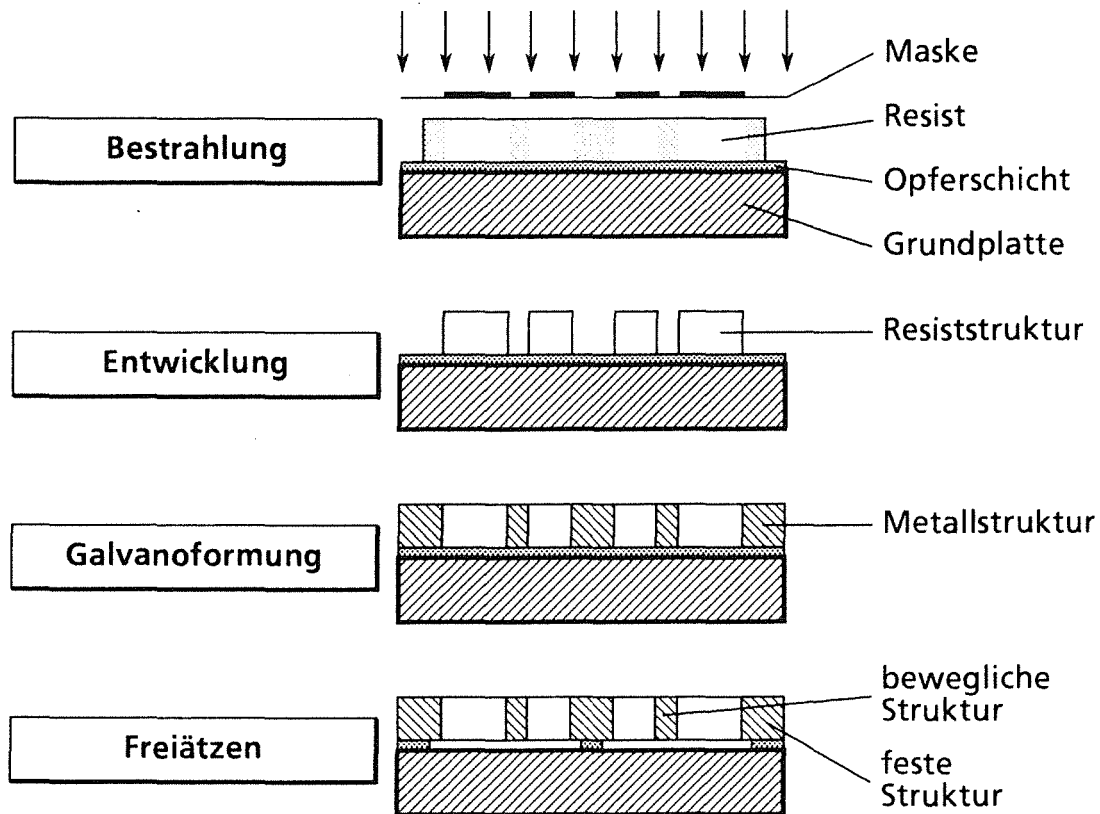 Maske
Resist
Bestrahlung
Opferschicht
Grundplatte
Resiststruktur
Entwicklung
Metallstruktur
Galvanoformung
bewegliche
Struktur
Freiätzen
feste
Struktur